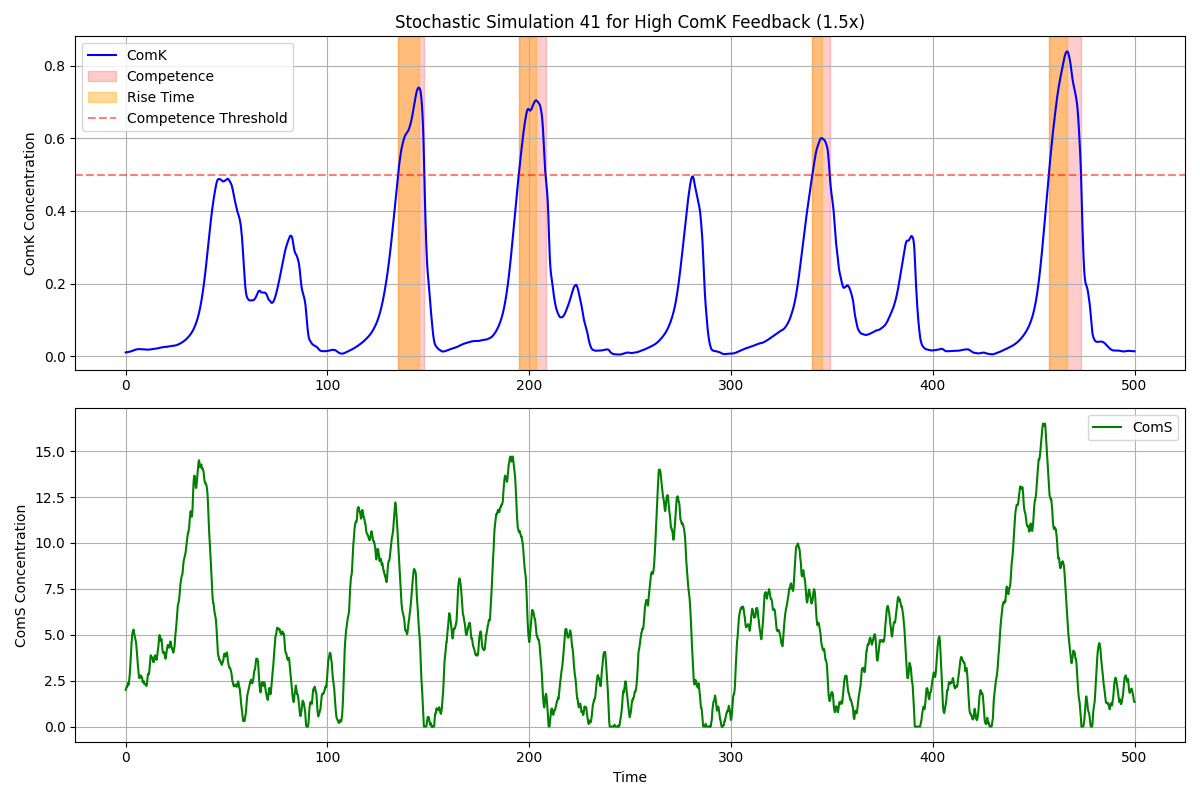 Stochastic Simulation 41 for High ComK Feedback (1.5x)
ComK
Competence
Rise Time
Competence Threshold
ComK Concentration
0.8
0.6
0.4
0.2
0.0
0 100 200 300 400 500
ComS
ComS Concentration
15.0
12.5
10.0
7.5
5.0
2.5
0.0
0 100 200 300 400 500
Time